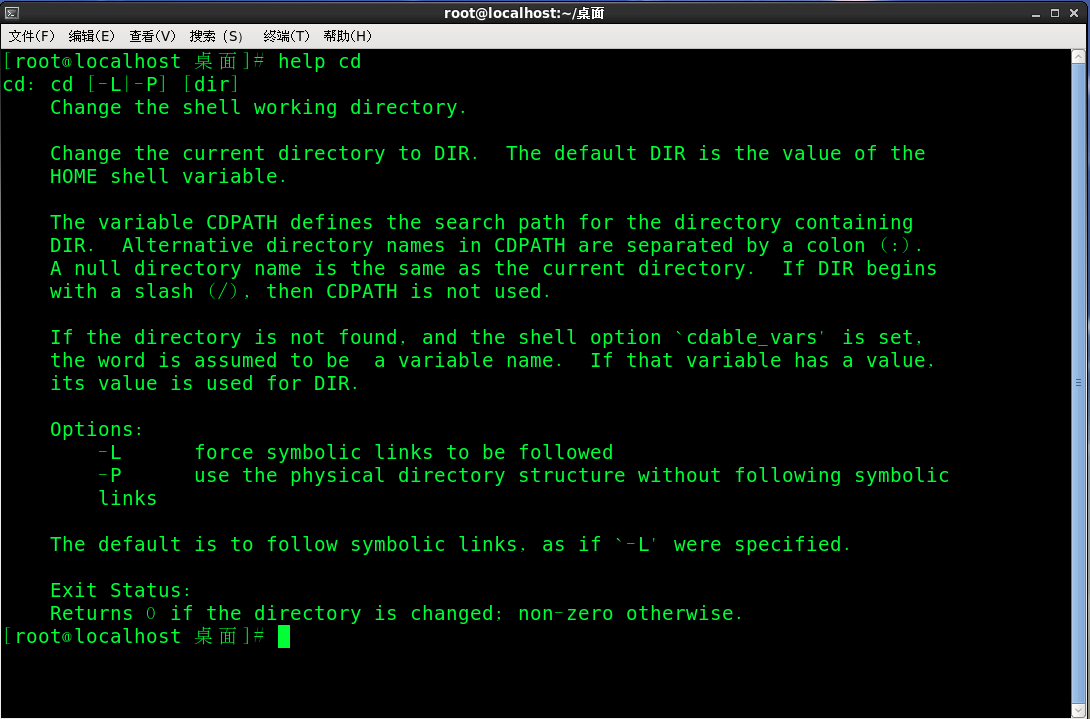 root@localhost:~/桌面
文件(F) 编辑(E) 查看(V) 搜索 (S) 终端(T) 帮助(H)
[root@localhost 桌面]# help cd
cd: cd [-L|-P] [dir]
Change the shell working directory.
Change the current directory to DIR.  The default DIR is the value of the
HOME shell variable.
The variable CDPATH defines the search path for the directory containing
DIR.  Alternative directory names in CDPATH are separated by a colon (:).
A null directory name is the same as the current directory.  If DIR begins
with a slash (/), then CDPATH is not used.
If the directory is not found, and the shell option `cdable_vars' is set,
the word is assumed to be  a variable name.  If that variable has a value,
its value is used for DIR.
Options:
-L      force symbolic links to be followed
-P      use the physical directory structure without following symbolic
links
The default is to follow symbolic links, as if `-L' were specified.
Exit Status:
Returns 0 if the directory is changed; non-zero otherwise.
[root@localhost 桌面]#